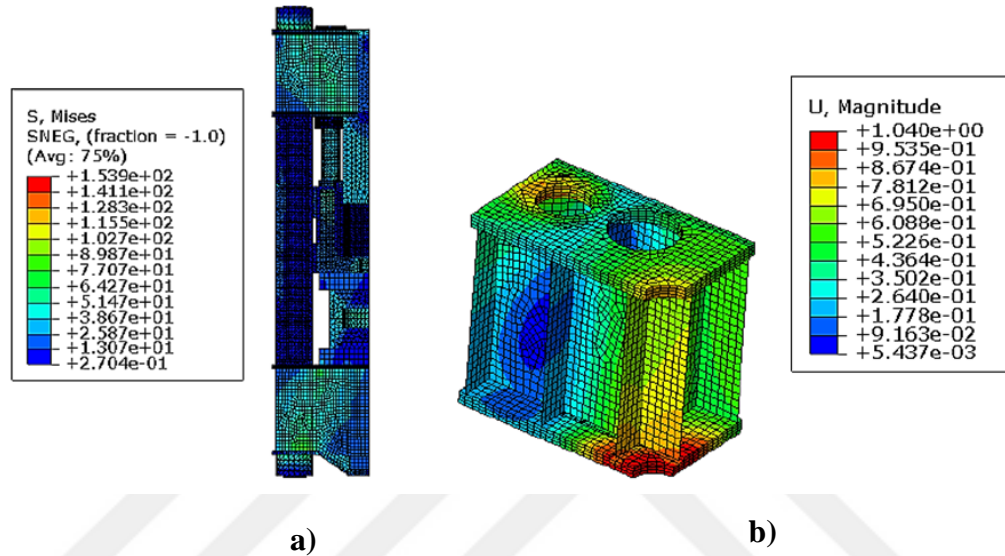 S, Mises
SNEG, (fraction = -1.0)
(Avg: 75%)
+1.539e+02
+1.411e+02
+1.283e+02
+1.155e+02
+1.027e+02
+8.987e+01
+7.707e+01
+6.427e+01
+5.147e+01
+3.867e+01
+2.587e+01
+1.307e+01
+2.704e-01
U, Magnitude
+1.040e+00
+9.535e-01
+8.674e-01
+7.812e-01
+6.950e-01
+6.088e-01
+5.226e-01
+4.364e-01
+3.502e-01
+2.640e-01
+1.778e-01
+9.163e-02
+5.437e-03
a)
b)